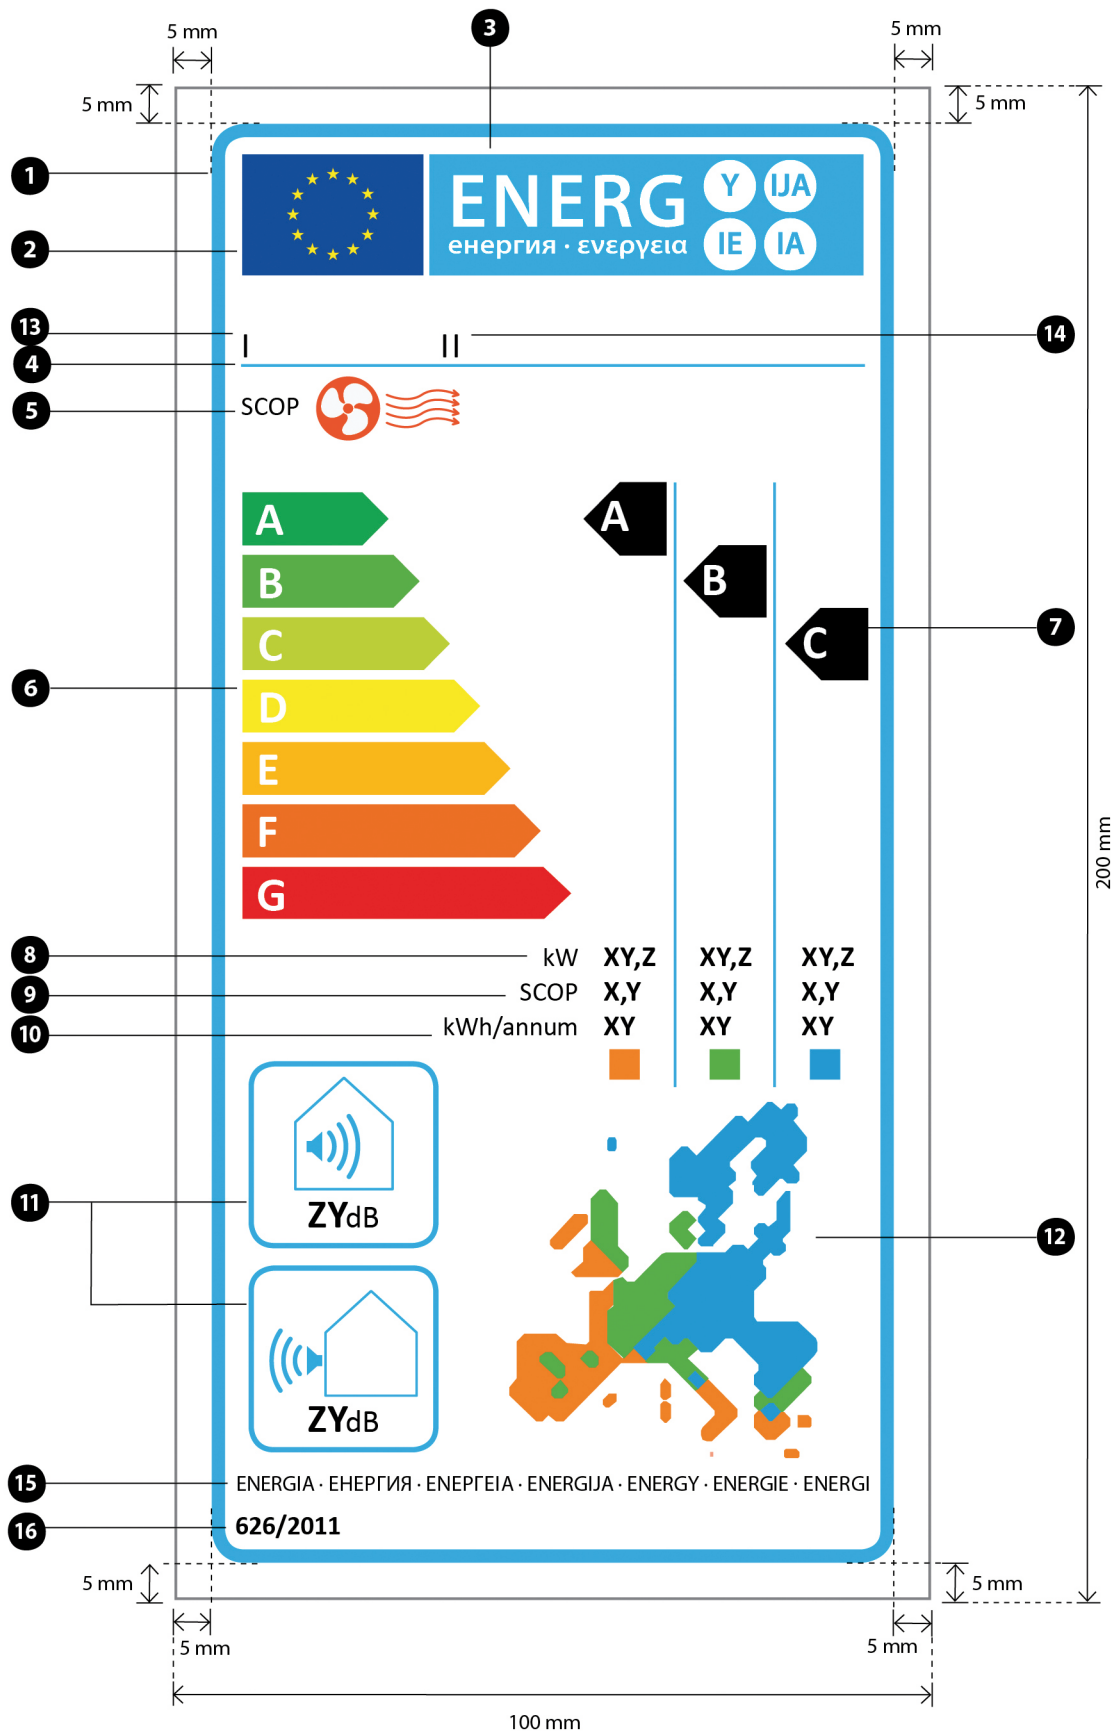 5 mm
3
5 mm
5 mm
5 mm
1
ENERG
Y IJA
IE IA
енергия · ενεργεια
2
13
I
II
14
4
5
SCOP
A
A
B
B
7
C
C
6
D
E
F
G
200 mm
8
kW XY,Z XY,Z XY,Z
9
SCOP X,Y X,Y X,Y
10
kWh/annum XY XY XY
11
ZYdB
12
ZYdB
15
ENERGIA · ЕНЕРГИЯ · ΕΝΕΡΓΕΙΑ · ENERGIJA · ENERGY · ENERGIE · ENERGI
16
626/2011
5 mm
5 mm
5 mm
5 mm
100 mm